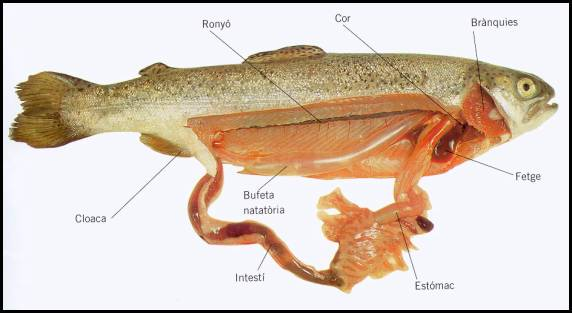 Ronyó
Cor
Brànquies
Fetge
Bufeta
natatòria
Cloaca
Intestí
Estómac